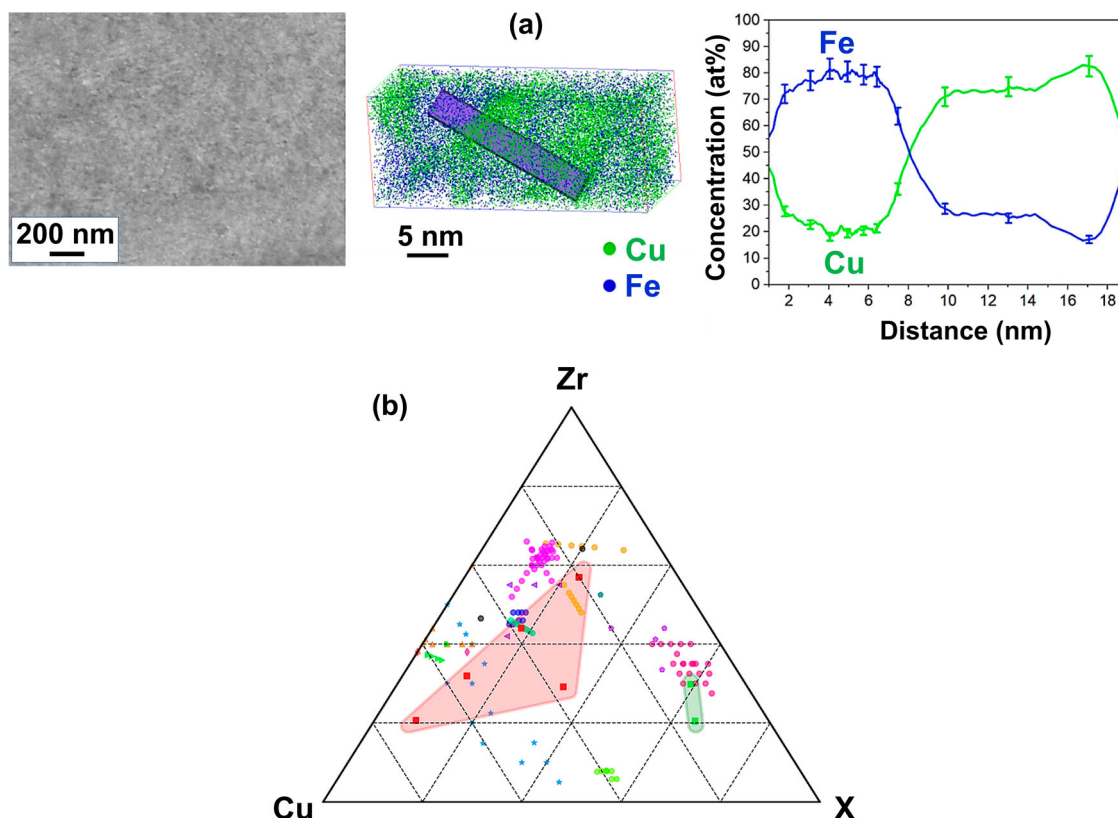 (a)
200 nm
5 nm
Cu
Fe
Concentration (at%)
100
90
80
70
60
50
40
30
20
10
0
Fe
Cu
2 4 6 8 10 12 14 16 18
Distance (nm)
(b)
Zr
Cu
X